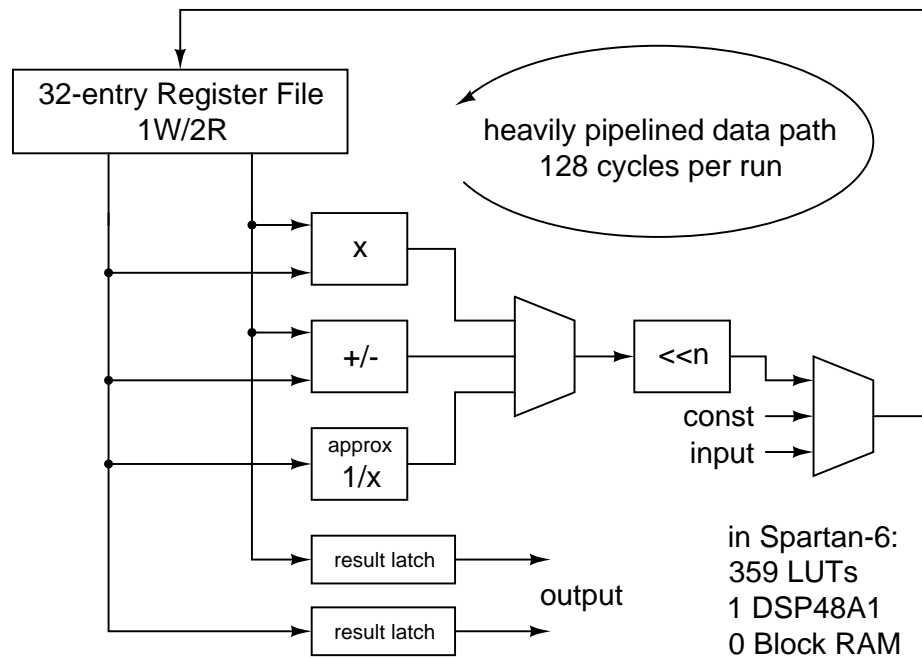 32-entry Register File
1W/2R
heavily pipelined data path
128 cycles per run
x
+/-
<<n
const
input
approx
1/x
result latch
output
result latch
in Spartan-6:
359 LUTs
1 DSP48A1
0 Block RAM